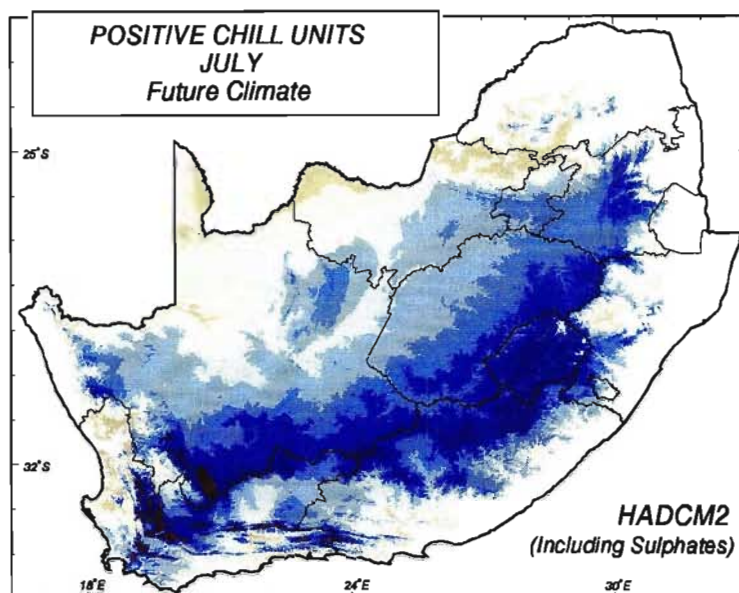 POSITIVE CHILL UNITS
JULY
Future Climate
25°S
32°S
HADCM2
(Including Sulphates)
18°E
24°E
30°E